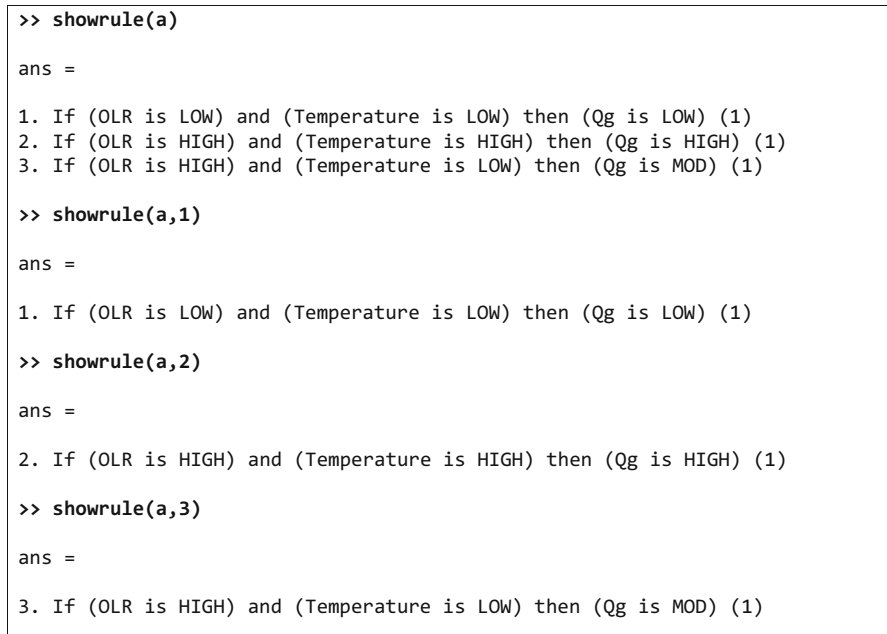 >> showrule(a)
ans =
1. If (OLR is LOW) and (Temperature is LOW) then (Qg is LOW) (1)
2. If (OLR is HIGH) and (Temperature is HIGH) then (Qg is HIGH) (1)
3. If (OLR is HIGH) and (Temperature is LOW) then (Qg is MOD) (1)
>> showrule(a,1)
ans =
1. If (OLR is LOW) and (Temperature is LOW) then (Qg is LOW) (1)
>> showrule(a,2)
ans =
2. If (OLR is HIGH) and (Temperature is HIGH) then (Qg is HIGH) (1)
>> showrule(a,3)
ans =
3. If (OLR is HIGH) and (Temperature is LOW) then (Qg is MOD) (1)